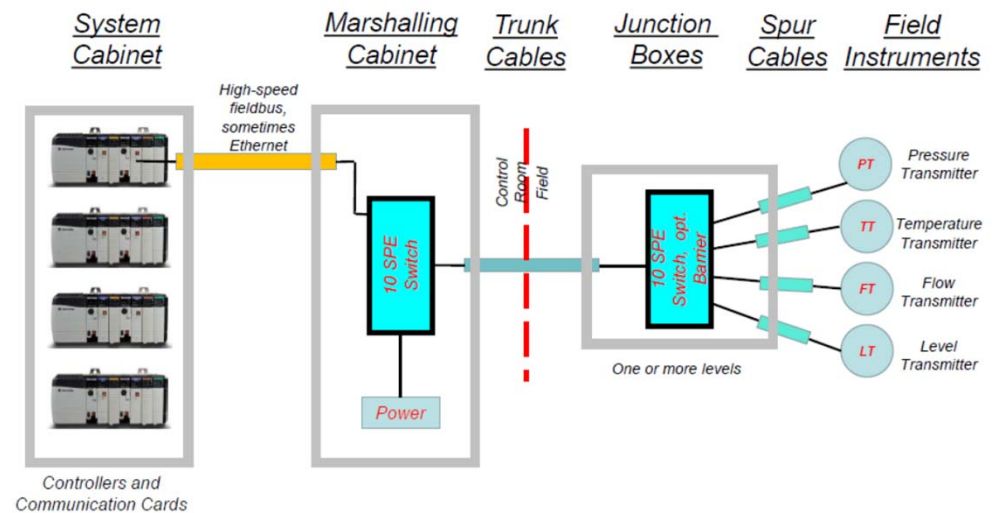 System
Cabinet
Marshalling
Cabinet
Trunk
Cables
Junction
Boxes
Spur
Cables
Field
Instruments
High-speed
fieldbus,
sometimes
Ethernet
Control
Room
Field
10 SPE
Switch
Power
10 SPE
Switch, opt.
Barrier
One or more levels
PT
Pressure
Transmitter
TT
Temperature
Transmitter
FT
Flow
Transmitter
LT
Level
Transmitter
Controllers and
Communication Cards